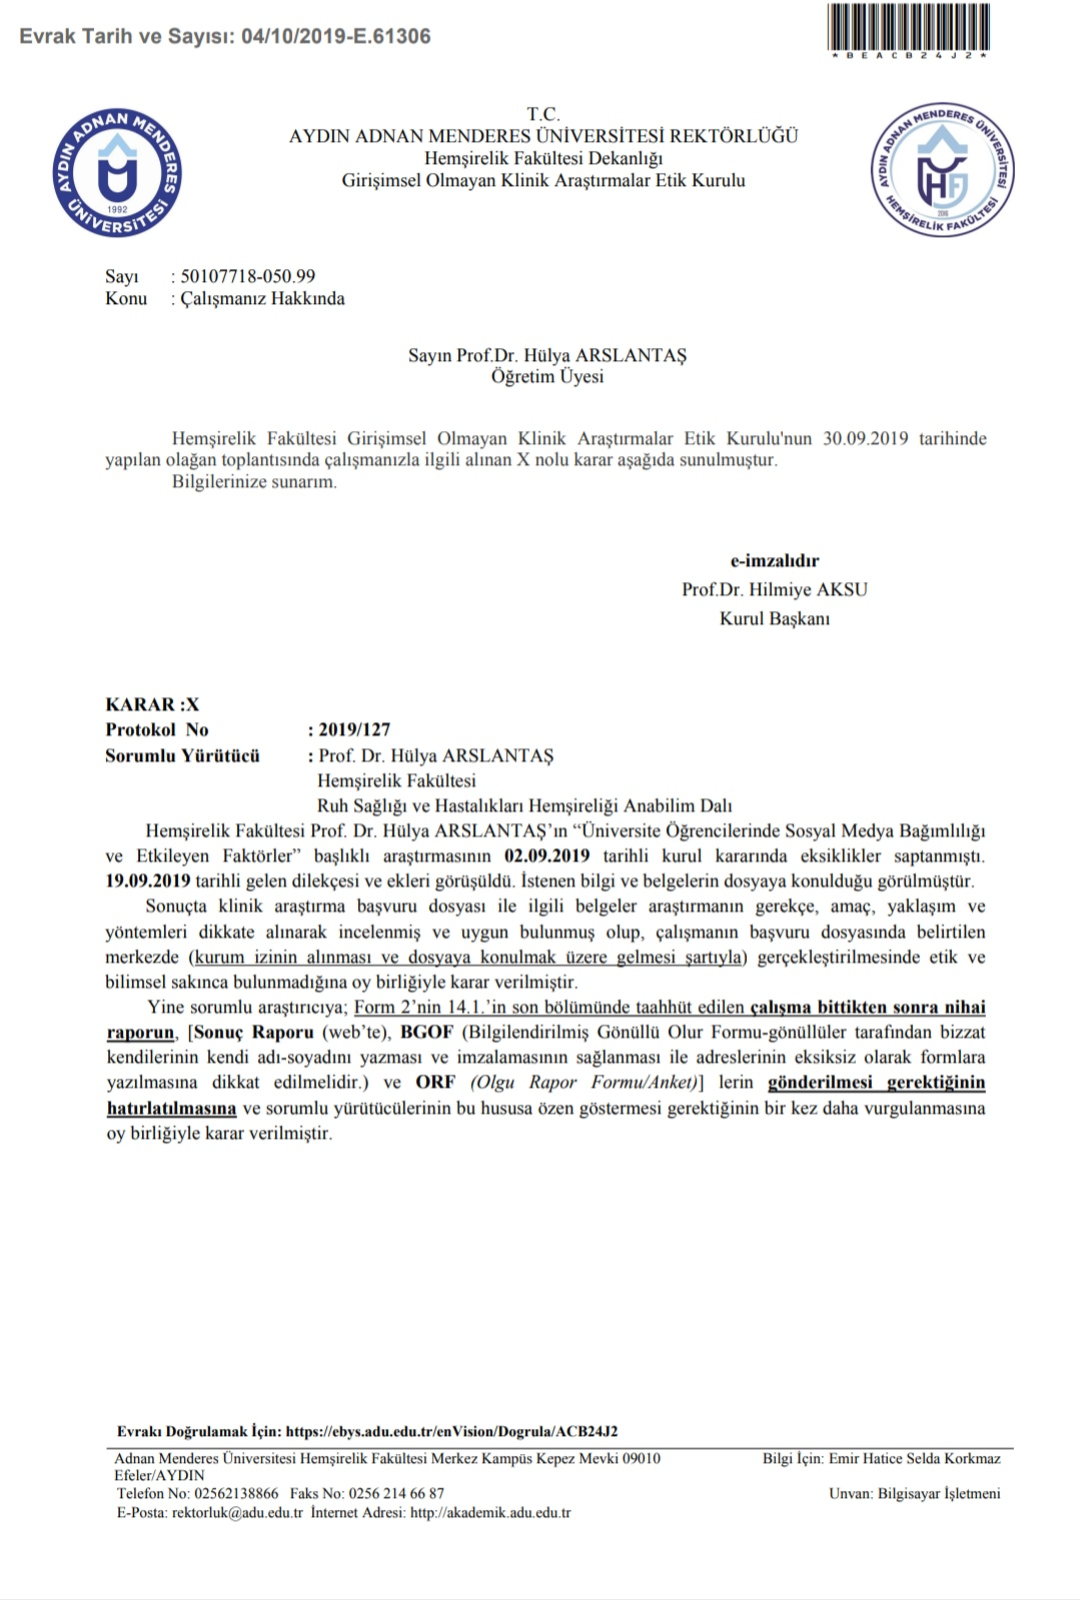 Evrak Tarih ve Sayısı: 04/10/2019-E.61306
*BEACB24J2*
T.C.
AYDIN ADNAN MENDERES ÜNİVERSİTESİ REKTÖRLÜĞÜ
Hemşirelik Fakültesi Dekanlığı
Girişimsel Olmayan Klinik Araştırmalar Etik Kurulu
AYDIN ADNAN MENDERES ÜNİVERSİTESİ
1992
AYDIN ADNAN MENDERES ÜNİVERSİTESİ
HEMŞİRELİK FAKÜLTESİ
Sayı : 50107718-050.99
Konu : Çalışmanız Hakkında
Sayın Prof.Dr. Hülya ARSLANTAŞ
Öğretim Üyesi
Hemşirelik Fakültesi Girişimsel Olmayan Klinik Araştırmalar Etik Kurulu'nun 30.09.2019 tarihinde
yapılan olağan toplantısında çalışmanızla ilgili alınan X nolu karar aşağıda sunulmuştur.
Bilgilerinize sunarım.
e-imzalıdır
Prof.Dr. Hilmiye AKSU
Kurul Başkanı
KARAR :X
Protokol No : 2019/127
Sorumlu Yürütücü : Prof. Dr. Hülya ARSLANTAŞ
Hemşirelik Fakültesi
Ruh Sağlığı ve Hastalıkları Hemşireliği Anabilim Dalı
Hemşirelik Fakültesi Prof. Dr. Hülya ARSLANTAŞ’ın “Üniversite Öğrencilerinde Sosyal Medya Bağımlılığı
ve Etkileyen Faktörler” başlıklı araştırmasının 02.09.2019 tarihli kurul kararında eksiklikler saptanmıştı.
19.09.2019 tarihli gelen dilekçesi ve ekleri görüşüldü. İstenen bilgi ve belgelerin dosyaya konulduğu görülmüştür.
Sonuçta klinik araştırma başvuru dosyası ile ilgili belgeler araştırmanın gerekçe, amaç, yaklaşım ve
yöntemleri dikkate alınarak incelenmiş ve uygun bulunmuş olup, çalışmanın başvuru dosyasında belirtilen
merkezde (kurum izinin alınması ve dosyaya konulmak üzere gelmesi şartıyla) gerçekleştirilmesinde etik ve
bilimsel sakınca bulunmadığına oy birliğiyle karar verilmiştir.
Yine sorumlu araştırıcıya; Form 2’nin 14.1.’in son bölümünde taahhüt edilen çalışma bittikten sonra nihai
raporun, [Sonuç Raporu (web’te), BGOF (Bilgilendirilmiş Gönüllü Olur Formu-gönüllüler tarafından bizzat
kendilerinin kendi adı-soyadını yazması ve imzalamasının sağlanması ile adreslerinin eksiksiz olarak formlara
yazılmasına dikkat edilmelidir.) ve ORF (Olgu Rapor Formu/Anket)] lerin gönderilmesi gerektiğinin
hatırlatılmasına ve sorumlu yürütücülerinin bu hususa özen göstermesi gerektiğinin bir kez daha vurgulanmasına
oy birliğiyle karar verilmiştir.
Evrakı Doğrulamak İçin: https://ebys.adu.edu.tr/enVision/Dogrula/ACB24J2
Adnan Menderes Üniversitesi Hemşirelik Fakültesi Merkez Kampüs Kepez Mevki 09010
Efeler/AYDIN
Telefon No: 02562138866 Faks No: 0256 214 66 87
E-Posta: rektorluk@adu.edu.tr İnternet Adresi: http://akademik.adu.edu.tr
Bilgi İçin: Emir Hatice Selda Korkmaz
Unvan: Bilgisayar İşletmeni